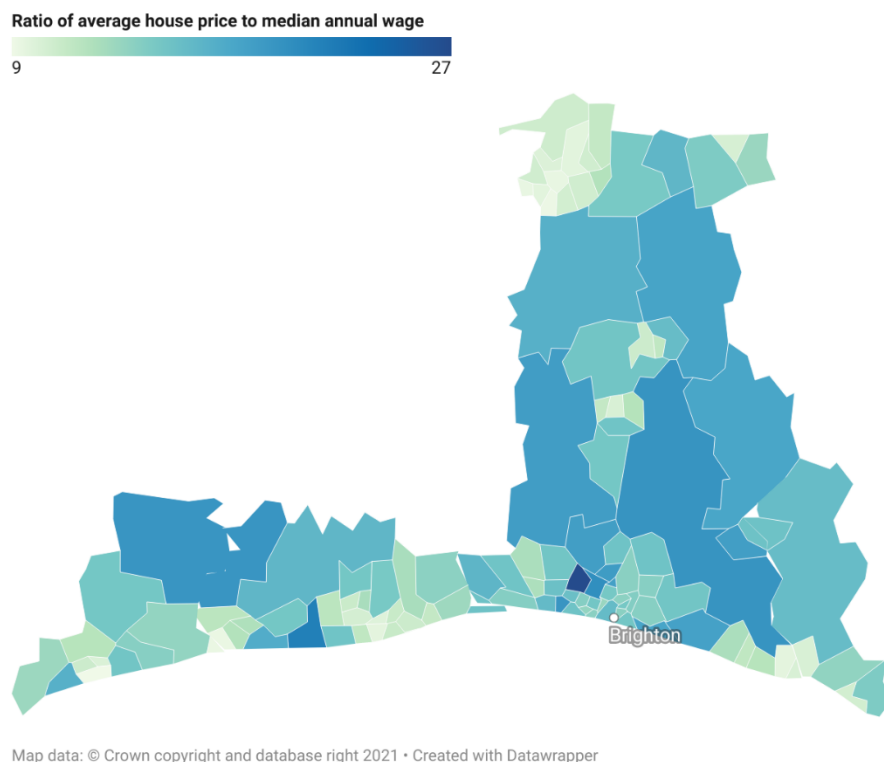 Ratio of average house price to median annual wage
9 27
Brighton
Map data: © Crown copyright and database right 2021 • Created with Datawrapper